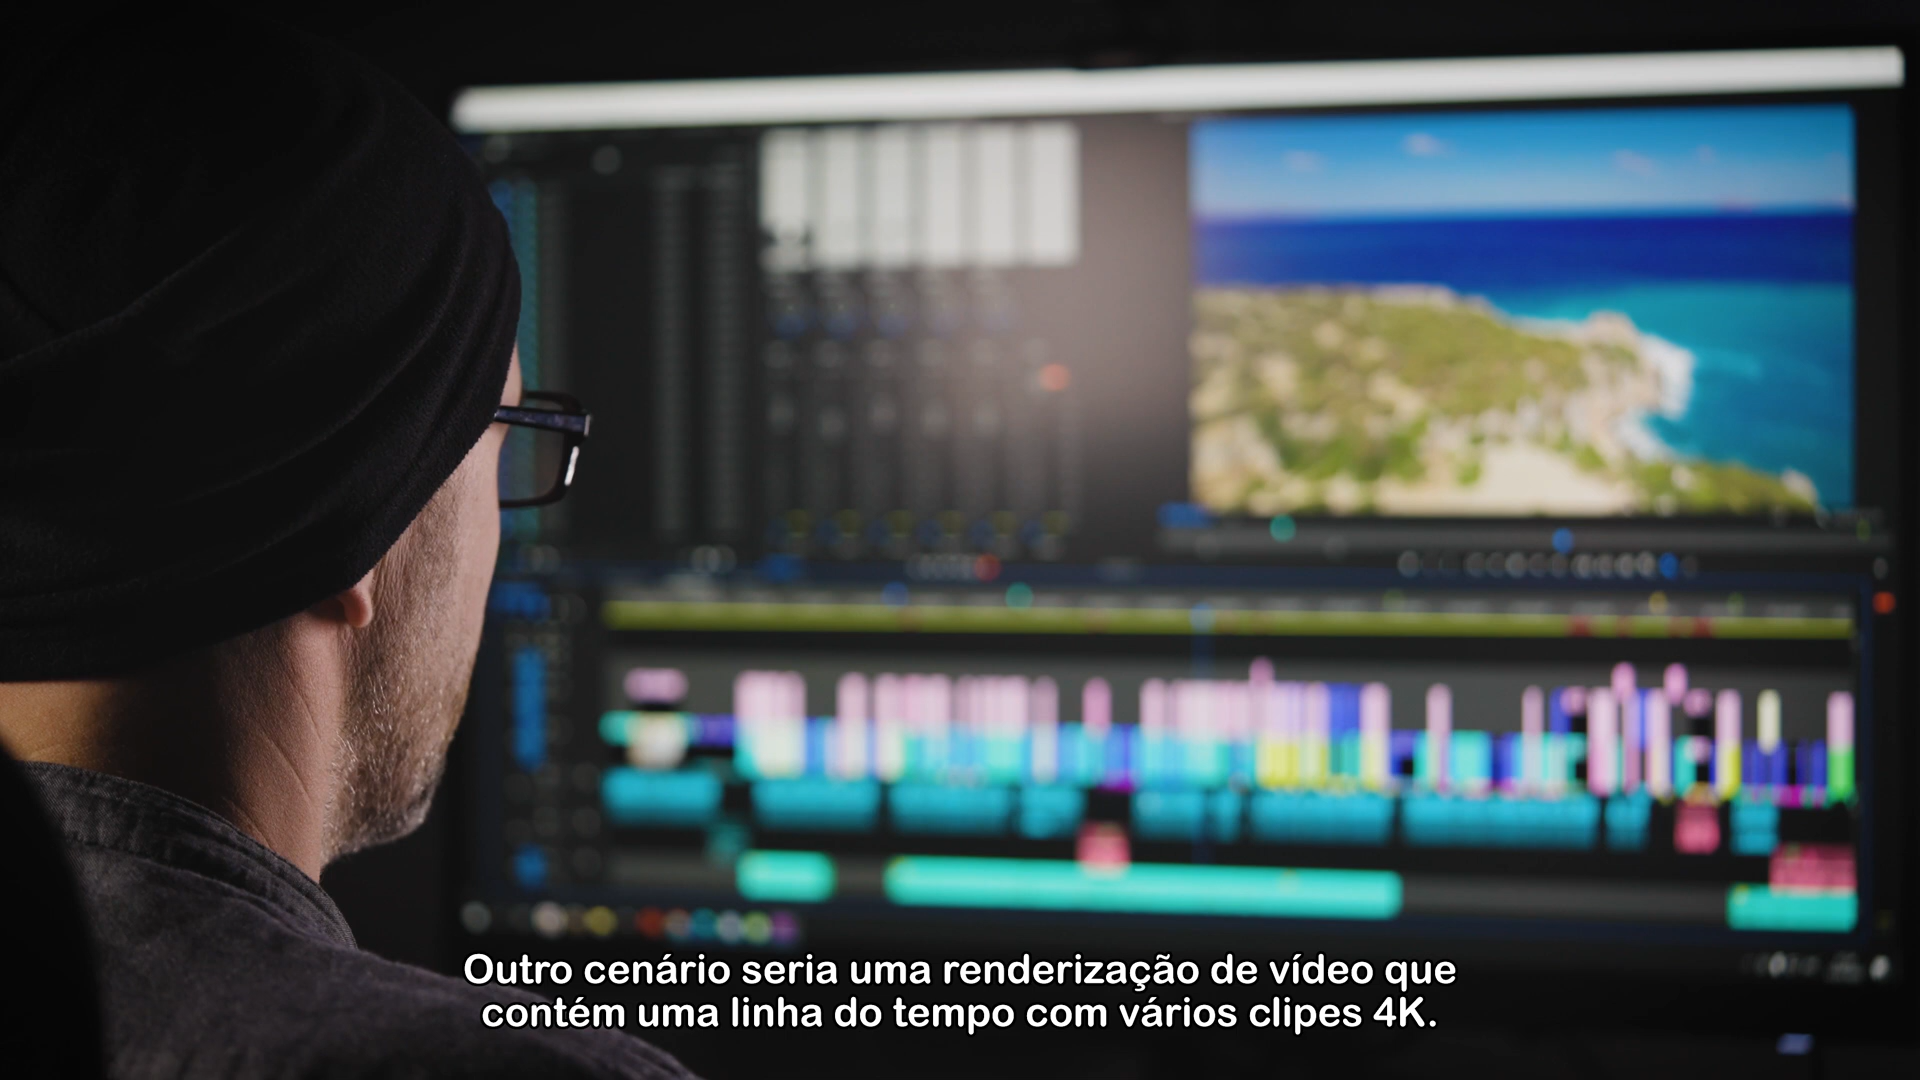 Outro cenário seria uma renderização de vídeo que
contém uma linha do tempo com vários clipes 4K.